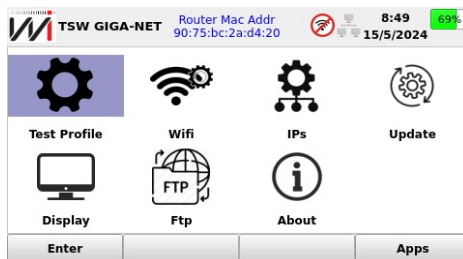 TSW GIGA-NET
Router Mac Addr
90:75:bc:2a:d4:20
8:49
15/5/2024
69%
Test Profile
Wifi
IPs
Update
FTP
Display
Ftp
About
Enter
Apps